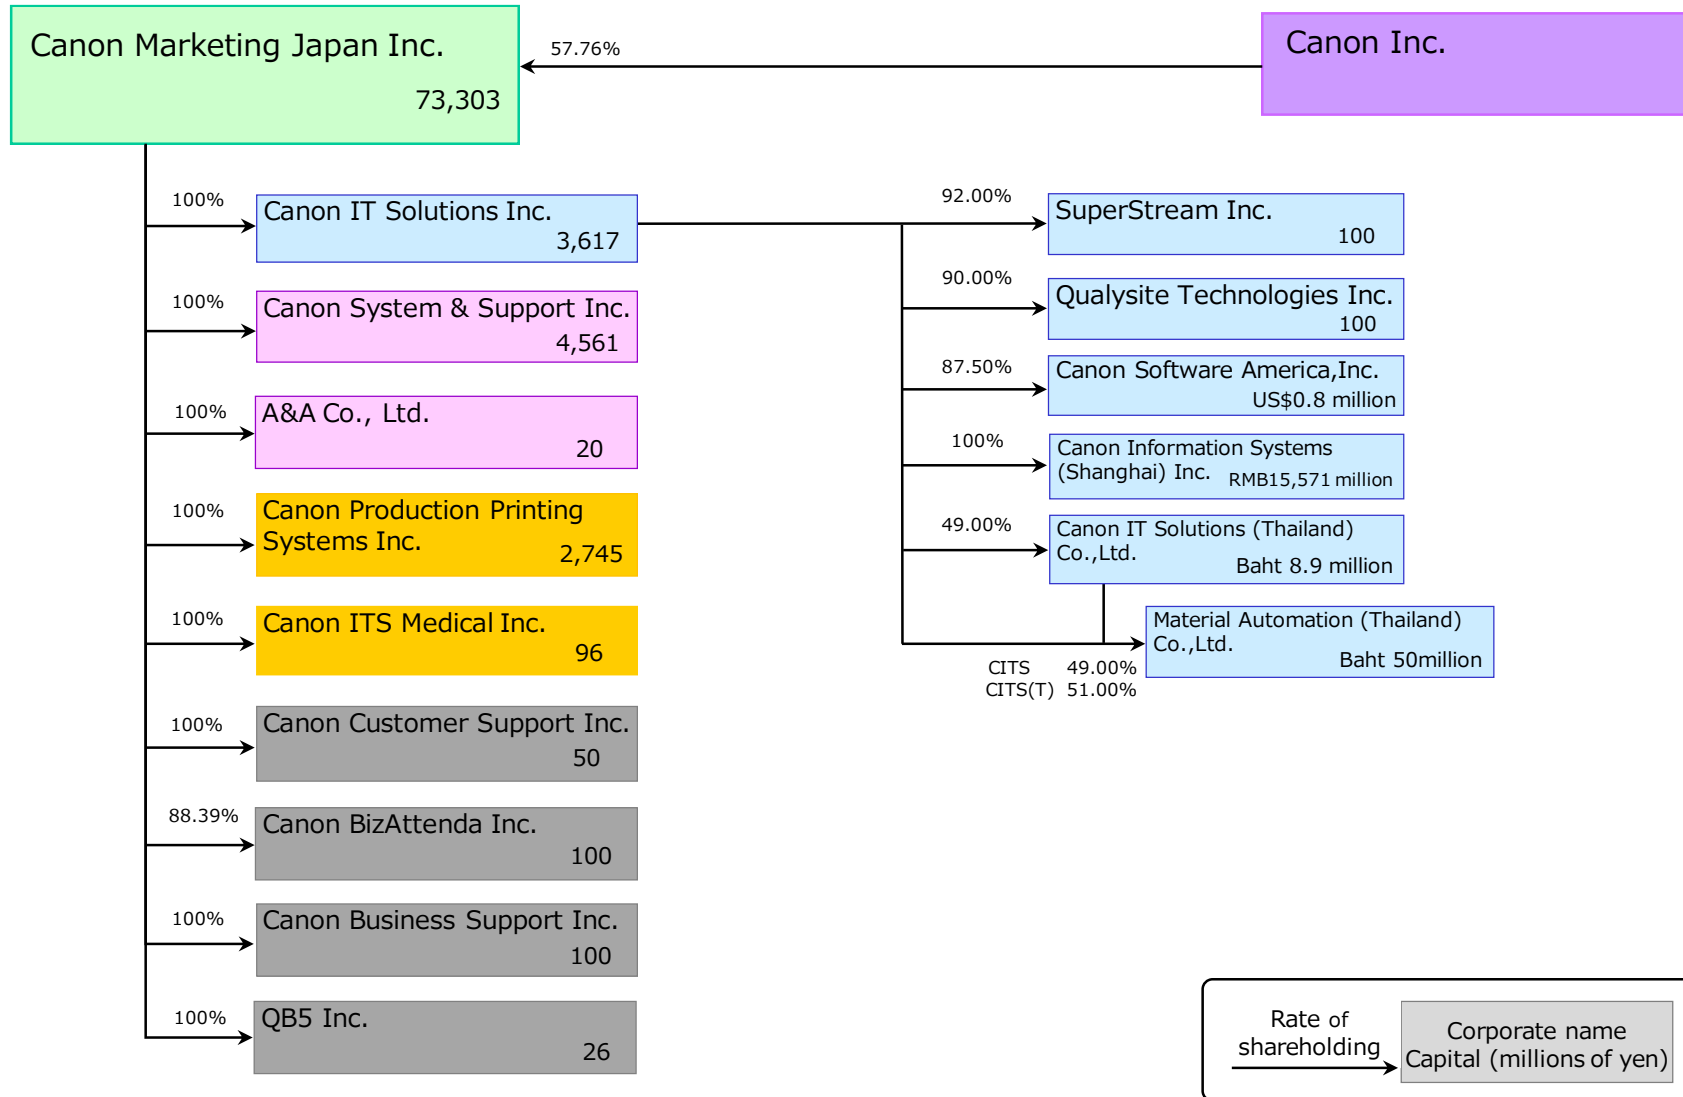 Canon Marketing Japan Inc.
73,303
57.76%
Canon Inc.
100%
Canon IT Solutions Inc.
3,617
100%
Canon System & Support Inc.
4,561
100%
A&A Co., Ltd.
20
100%
Canon Production Printing
Systems Inc.
2,745
100%
Canon ITS Medical Inc.
96
100%
Canon Customer Support Inc.
50
88.39%
Canon BizAttenda Inc.
100
100%
Canon Business Support Inc.
100
100%
QB5 Inc.
26
92.00%
SuperStream Inc.
100
90.00%
Qualysite Technologies Inc.
100
87.50%
Canon Software America,Inc.
US$0.8 million
100%
Canon Information Systems
(Shanghai) Inc.
RMB15,571 million
49.00%
Canon IT Solutions (Thailand)
Co.,Ltd.
Baht 8.9 million
Material Automation (Thailand)
Co.,Ltd.
Baht 50million
CITS 49.00%
CITS(T) 51.00%
Rate of
shareholding
Corporate name
Capital (millions of yen)